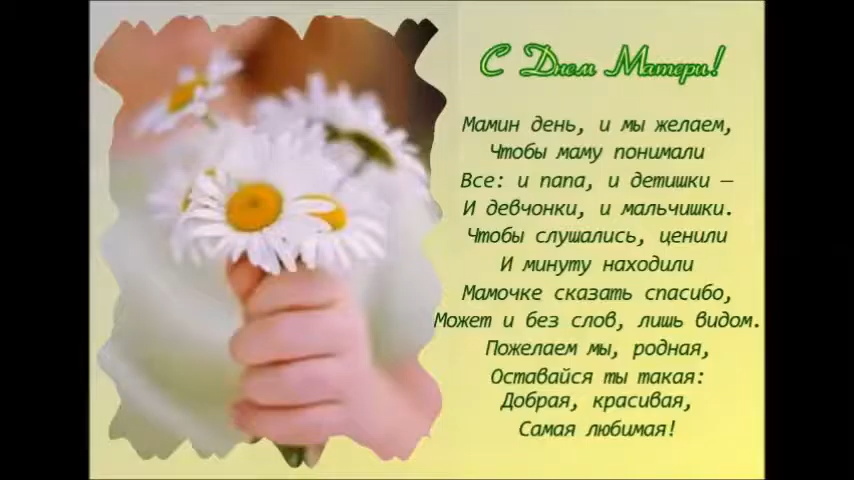 С Днем Матери!
Мамин день, и мы желаем,
Чтобы маму понимали
Все: и папа, и детишки –
И девчонки, и мальчишки.
Чтобы слушались, ценили
И минуту находили
Мамочке сказать спасибо,
Может и без слов, лишь видом.
Пожелаем мы, родная,
Оставайся ты такая:
Добрая, красивая,
Самая любимая!